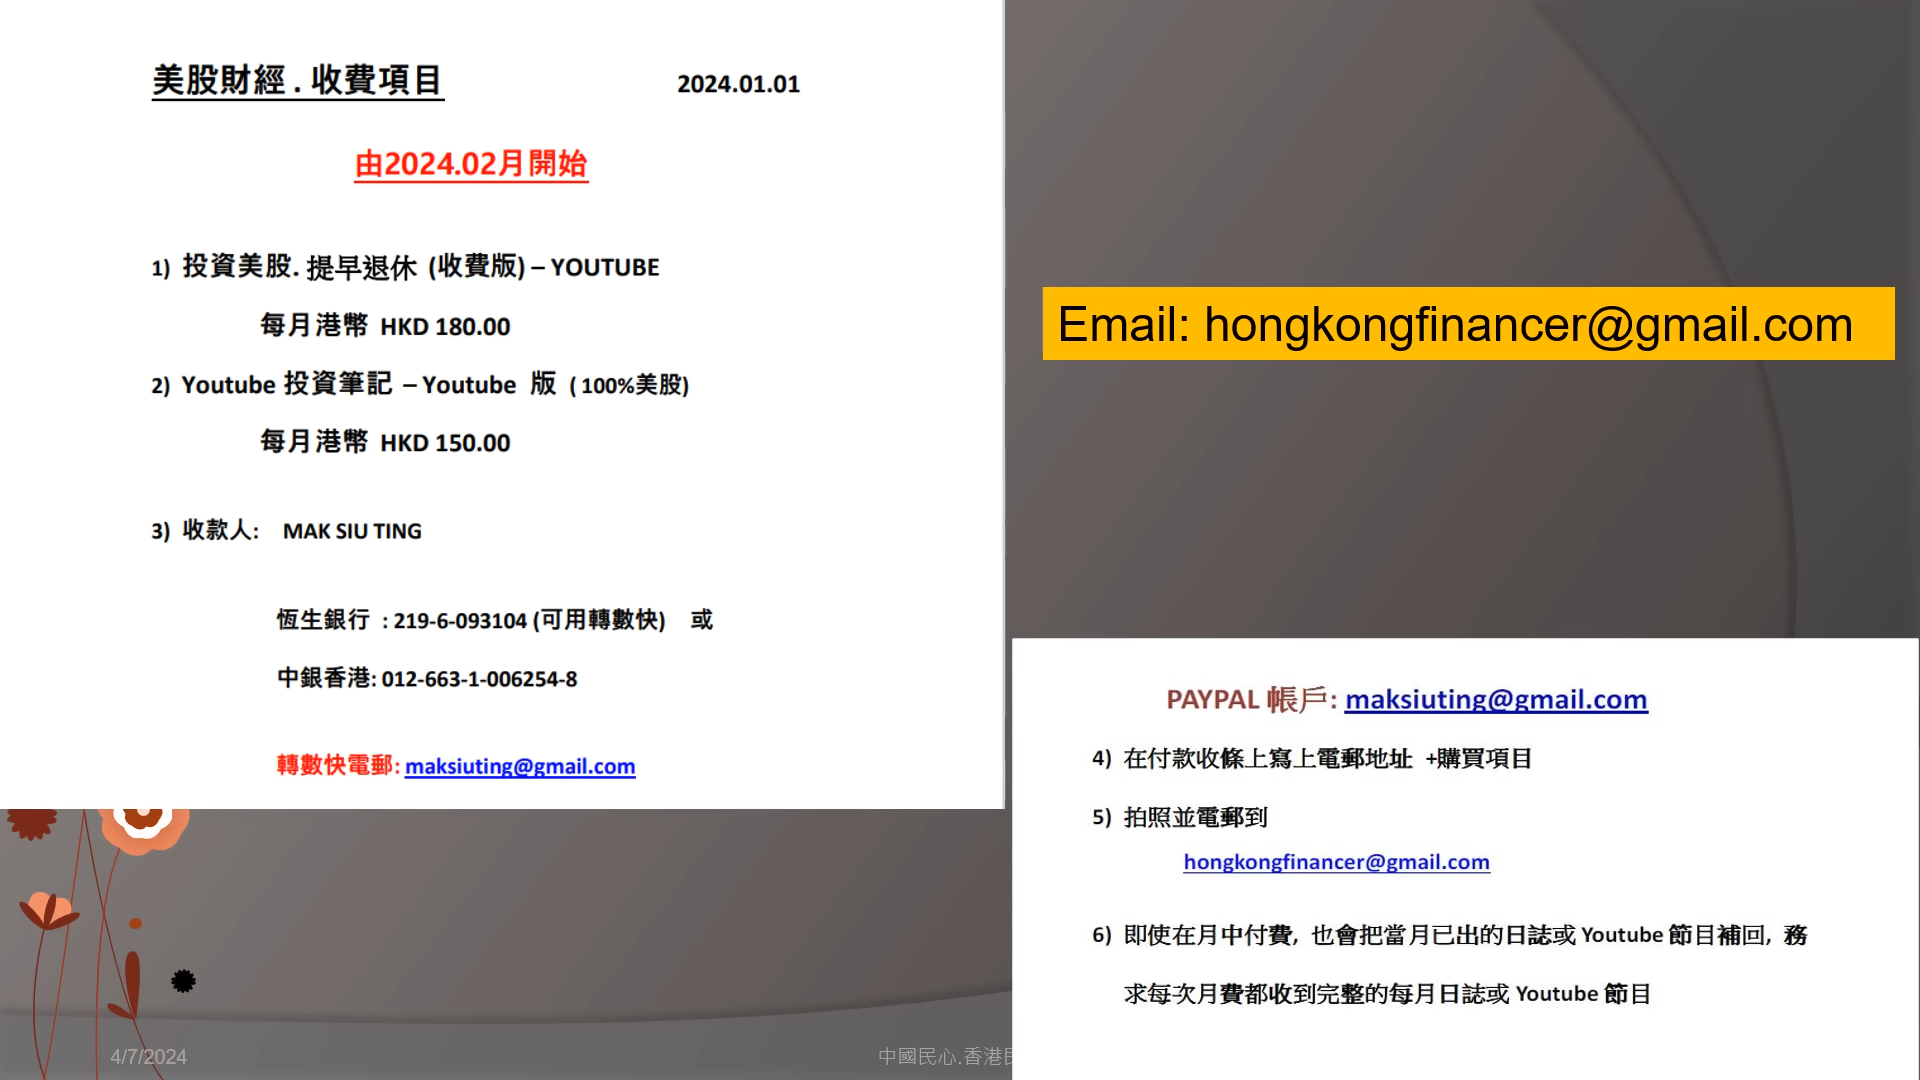 美股財經 . 收費項目 2024.01.01
由2024.02月開始
1) 投資美股. 提早退休 (收費版) – YOUTUBE
每月港幣 HKD 180.00
2) Youtube 投資筆記 – Youtube 版 ( 100%美股)
每月港幣 HKD 150.00
3) 收款人: MAK SIU TING
恆生銀行 : 219-6-093104 (可用轉數快) 或
中銀香港: 012-663-1-006254-8
轉數快電郵: maksiuting@gmail.com
Email: hongkongfinancer@gmail.com
PAYPAL 帳戶: maksiuting@gmail.com
4) 在付款收條上寫上電郵地址 +購買項目
5) 拍照並電郵到
hongkongfinancer@gmail.com
6) 即使在月中付費, 也會把當月已出的日誌或 Youtube 節目補回, 務
求每次月費都收到完整的每月日誌或 Youtube 節目
4/7/2024
中國民心.香港